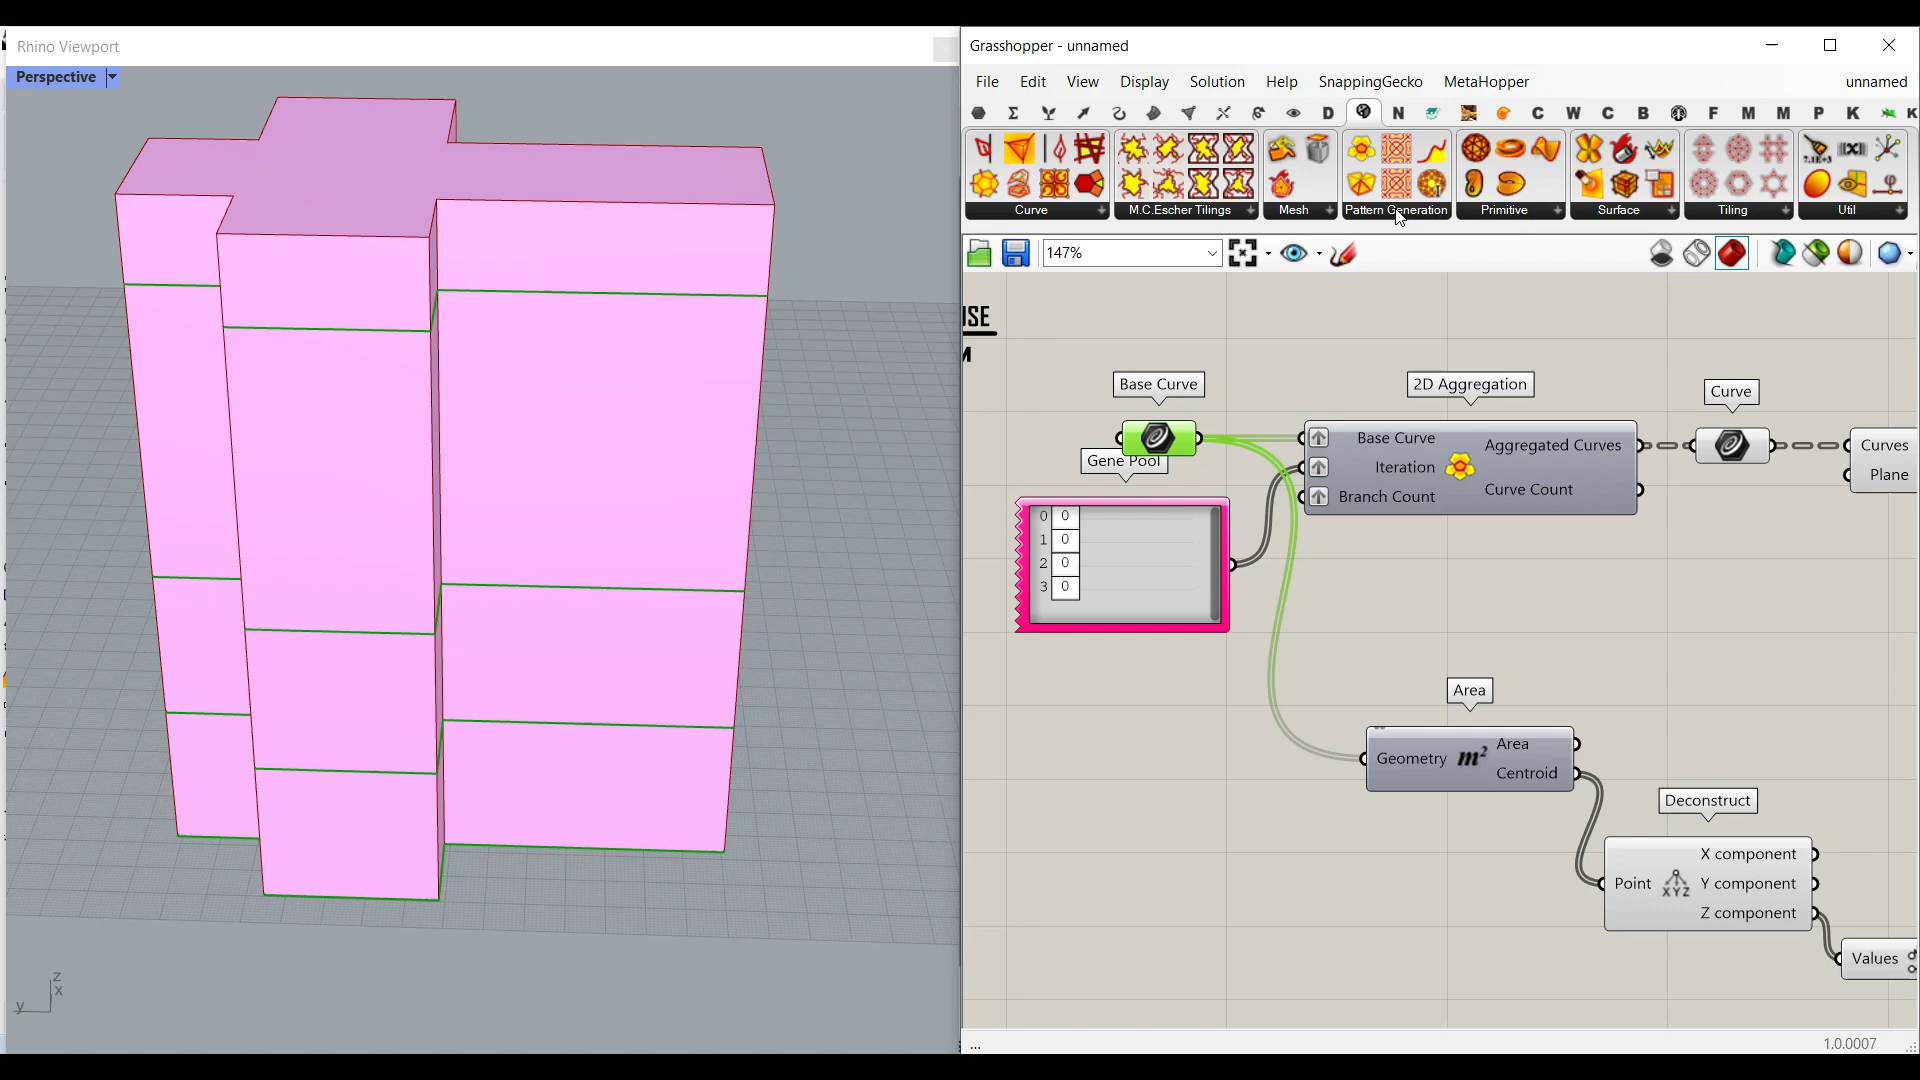 Rhino Viewport
Perspective
z
x
y
Grasshopper - unnamed
File Edit View Display Solution Help SnappingGecko MetaHopper unnamed
D N C W C B F M M P K K
Curve M.C.Escher Tilings Mesh Pattern Generation Primitive Surface Tiling Util
147%
ISE
M
Base Curve
Gene Pool
0 0
1 0
2 0
3 0
2D Aggregation
Base Curve
Iteration
Branch Count
Aggregated Curves
Curve Count
Curve
Curves
Plane
Area
Geometry
m²
Area
Centroid
Deconstruct
Point
XYZ
X component
Y component
Z component
Values
...
1.0.0007